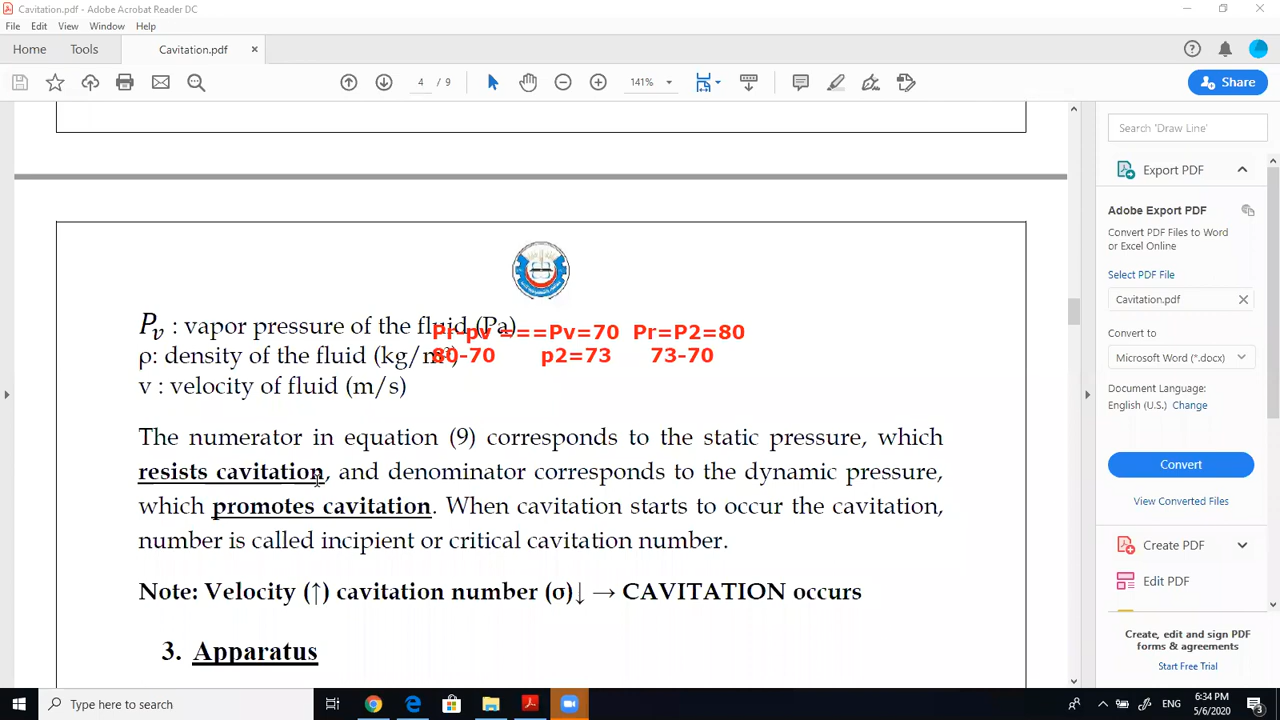 Cavitation.pdf - Adobe Acrobat Reader DC
File Edit View Window Help
Home Tools Cavitation.pdf ×
4 / 9 141% Share
Search 'Draw Line'
Export PDF
Adobe Export PDF
Convert PDF Files to Word
or Excel Online
Select PDF File
Cavitation.pdf
Convert to
Microsoft Word (*.docx)
Document Language:
English (U.S.) Change
Convert
View Converted Files
Create PDF
Edit PDF
Create, edit and sign PDF
forms & agreements
Start Free Trial
Pv : vapor pressure of the fluid (Pa)
Pr-pv ===Pv=70 Pr=P2=80
ρ: density of the fluid (kg/m³)
80-70 p2=73 73-70
v : velocity of fluid (m/s)
The numerator in equation (9) corresponds to the static pressure, which
resists cavitation, and denominator corresponds to the dynamic pressure,
which promotes cavitation. When cavitation starts to occur the cavitation,
number is called incipient or critical cavitation number.
Note: Velocity (↑) cavitation number (σ)↓ → CAVITATION occurs
3. Apparatus
Type here to search
ENG
6:34 PM
5/6/2020
3